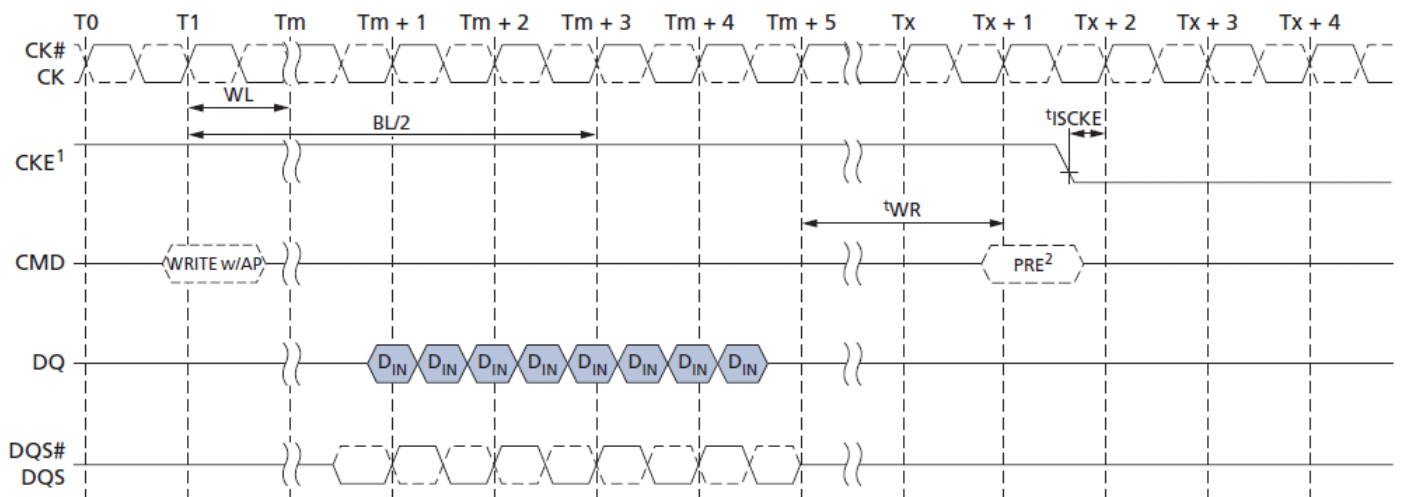 T0 T1 Tm Tm + 1 Tm + 2 Tm + 3 Tm + 4 Tm + 5 Tx Tx + 1 Tx + 2 Tx + 3 Tx + 4
CK#
CK
WL
BL/2
tISCKE
CKE1
tWR
CMD WRITE w/AP PRE2
DQ DIN DIN DIN DIN DIN DIN DIN DIN
DQS#
DQS